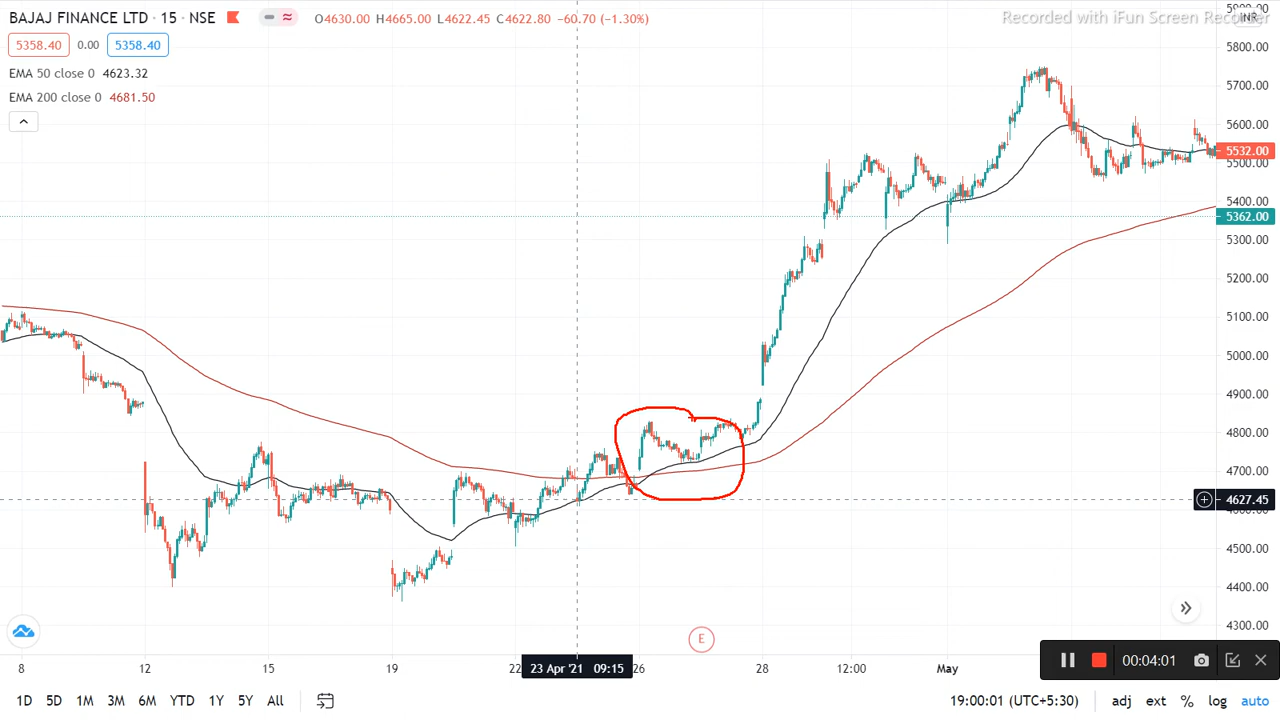 BAJAJ FINANCE LTD · 15 · NSE O4630.00 H4665.00 L4622.45 C4622.80 −60.70 (−1.30%)
Recorded with iFun Screen Recorder
INR
5358.40 0.00 5358.40
EMA 50 close 0 4623.32
EMA 200 close 0 4681.50
5800.00
5700.00
5600.00
5532.00
5500.00
5400.00
5362.00
5300.00
5200.00
5100.00
5000.00
4900.00
4800.00
4700.00
4627.45
4500.00
4400.00
4300.00
E
8 12 15 19 22 23 Apr '21 09:15 26 28 12:00 May
00:04:01
1D 5D 1M 3M 6M YTD 1Y 5Y All 19:00:01 (UTC+5:30) adj ext % log auto